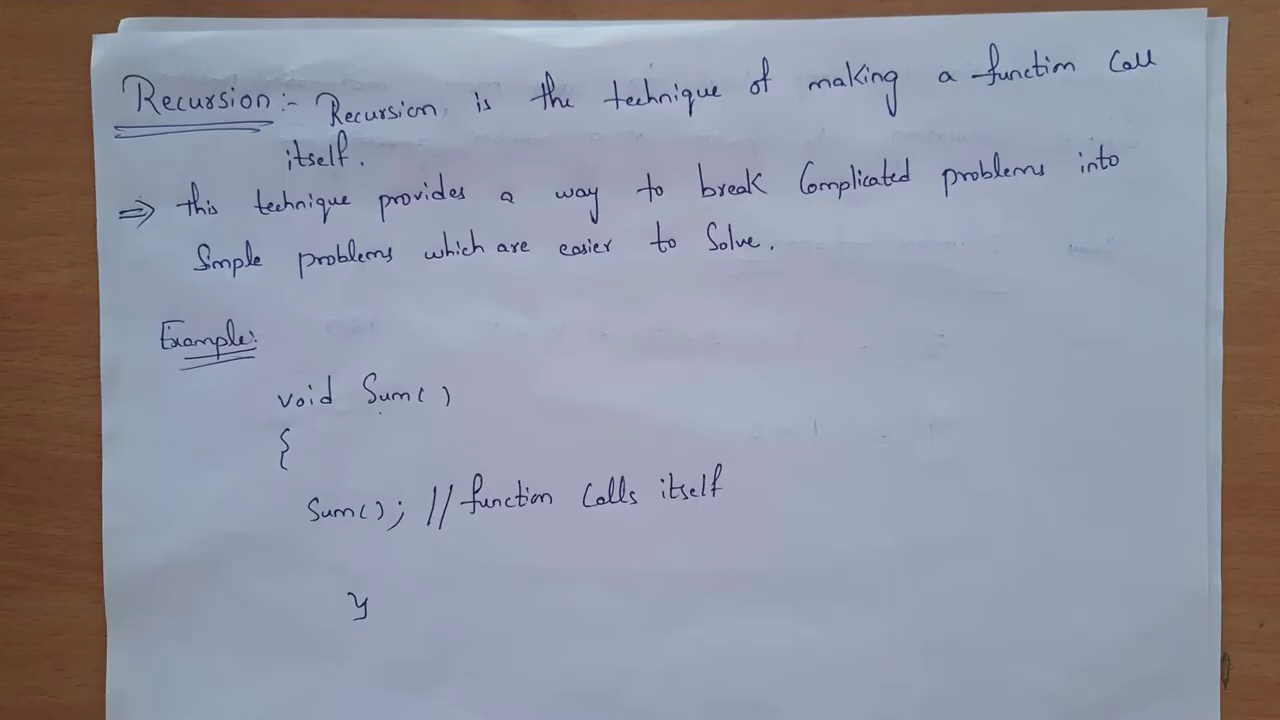 Recursion:- Recursion is the technique of making a function call
itself.
⇒ this technique provides a way to break Complicated problems into
Simple problems which are easier to Solve.
Example:
void Sum()
{
Sum(); // function Calls itself
}